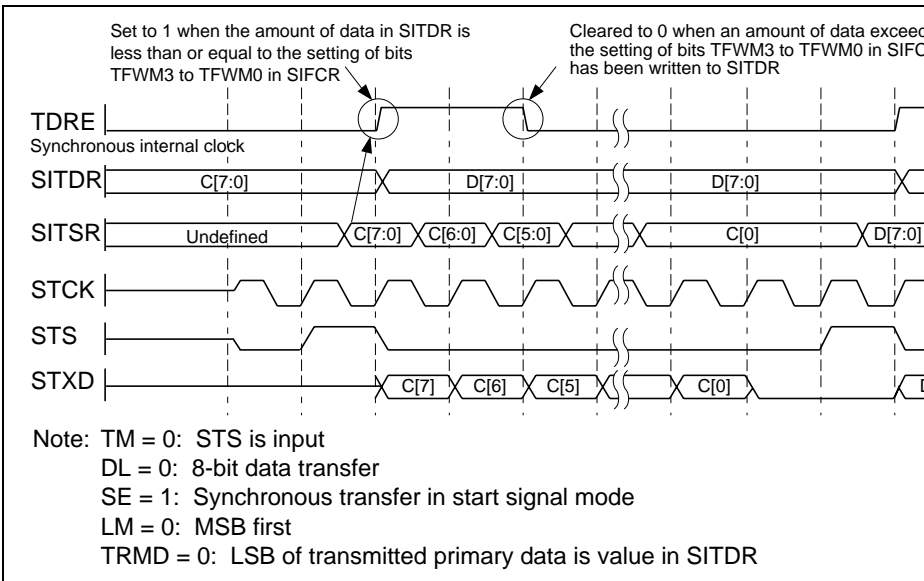 Set to 1 when the amount of data in SITDR is
less than or equal to the setting of bits
TFWM3 to TFWM0 in SIFCR
Cleared to 0 when an amount of data
the setting of bits TFWM3 to TFWM0 in
has been written to SITDR
TDRE
Synchronous internal clock
SITDR C[7:0] D[7:0] D[7:0]
SITSR Undefined C[7:0] C[6:0] C[5:0] C[0] D[7:0]
STCK
STS
STXD C[7] C[6] C[5] C[0]
Note: TM = 0: STS is input
DL = 0: 8-bit data transfer
SE = 1: Synchronous transfer in start signal mode
LM = 0: MSB first
TRMD = 0: LSB of transmitted primary data is value in SITDR